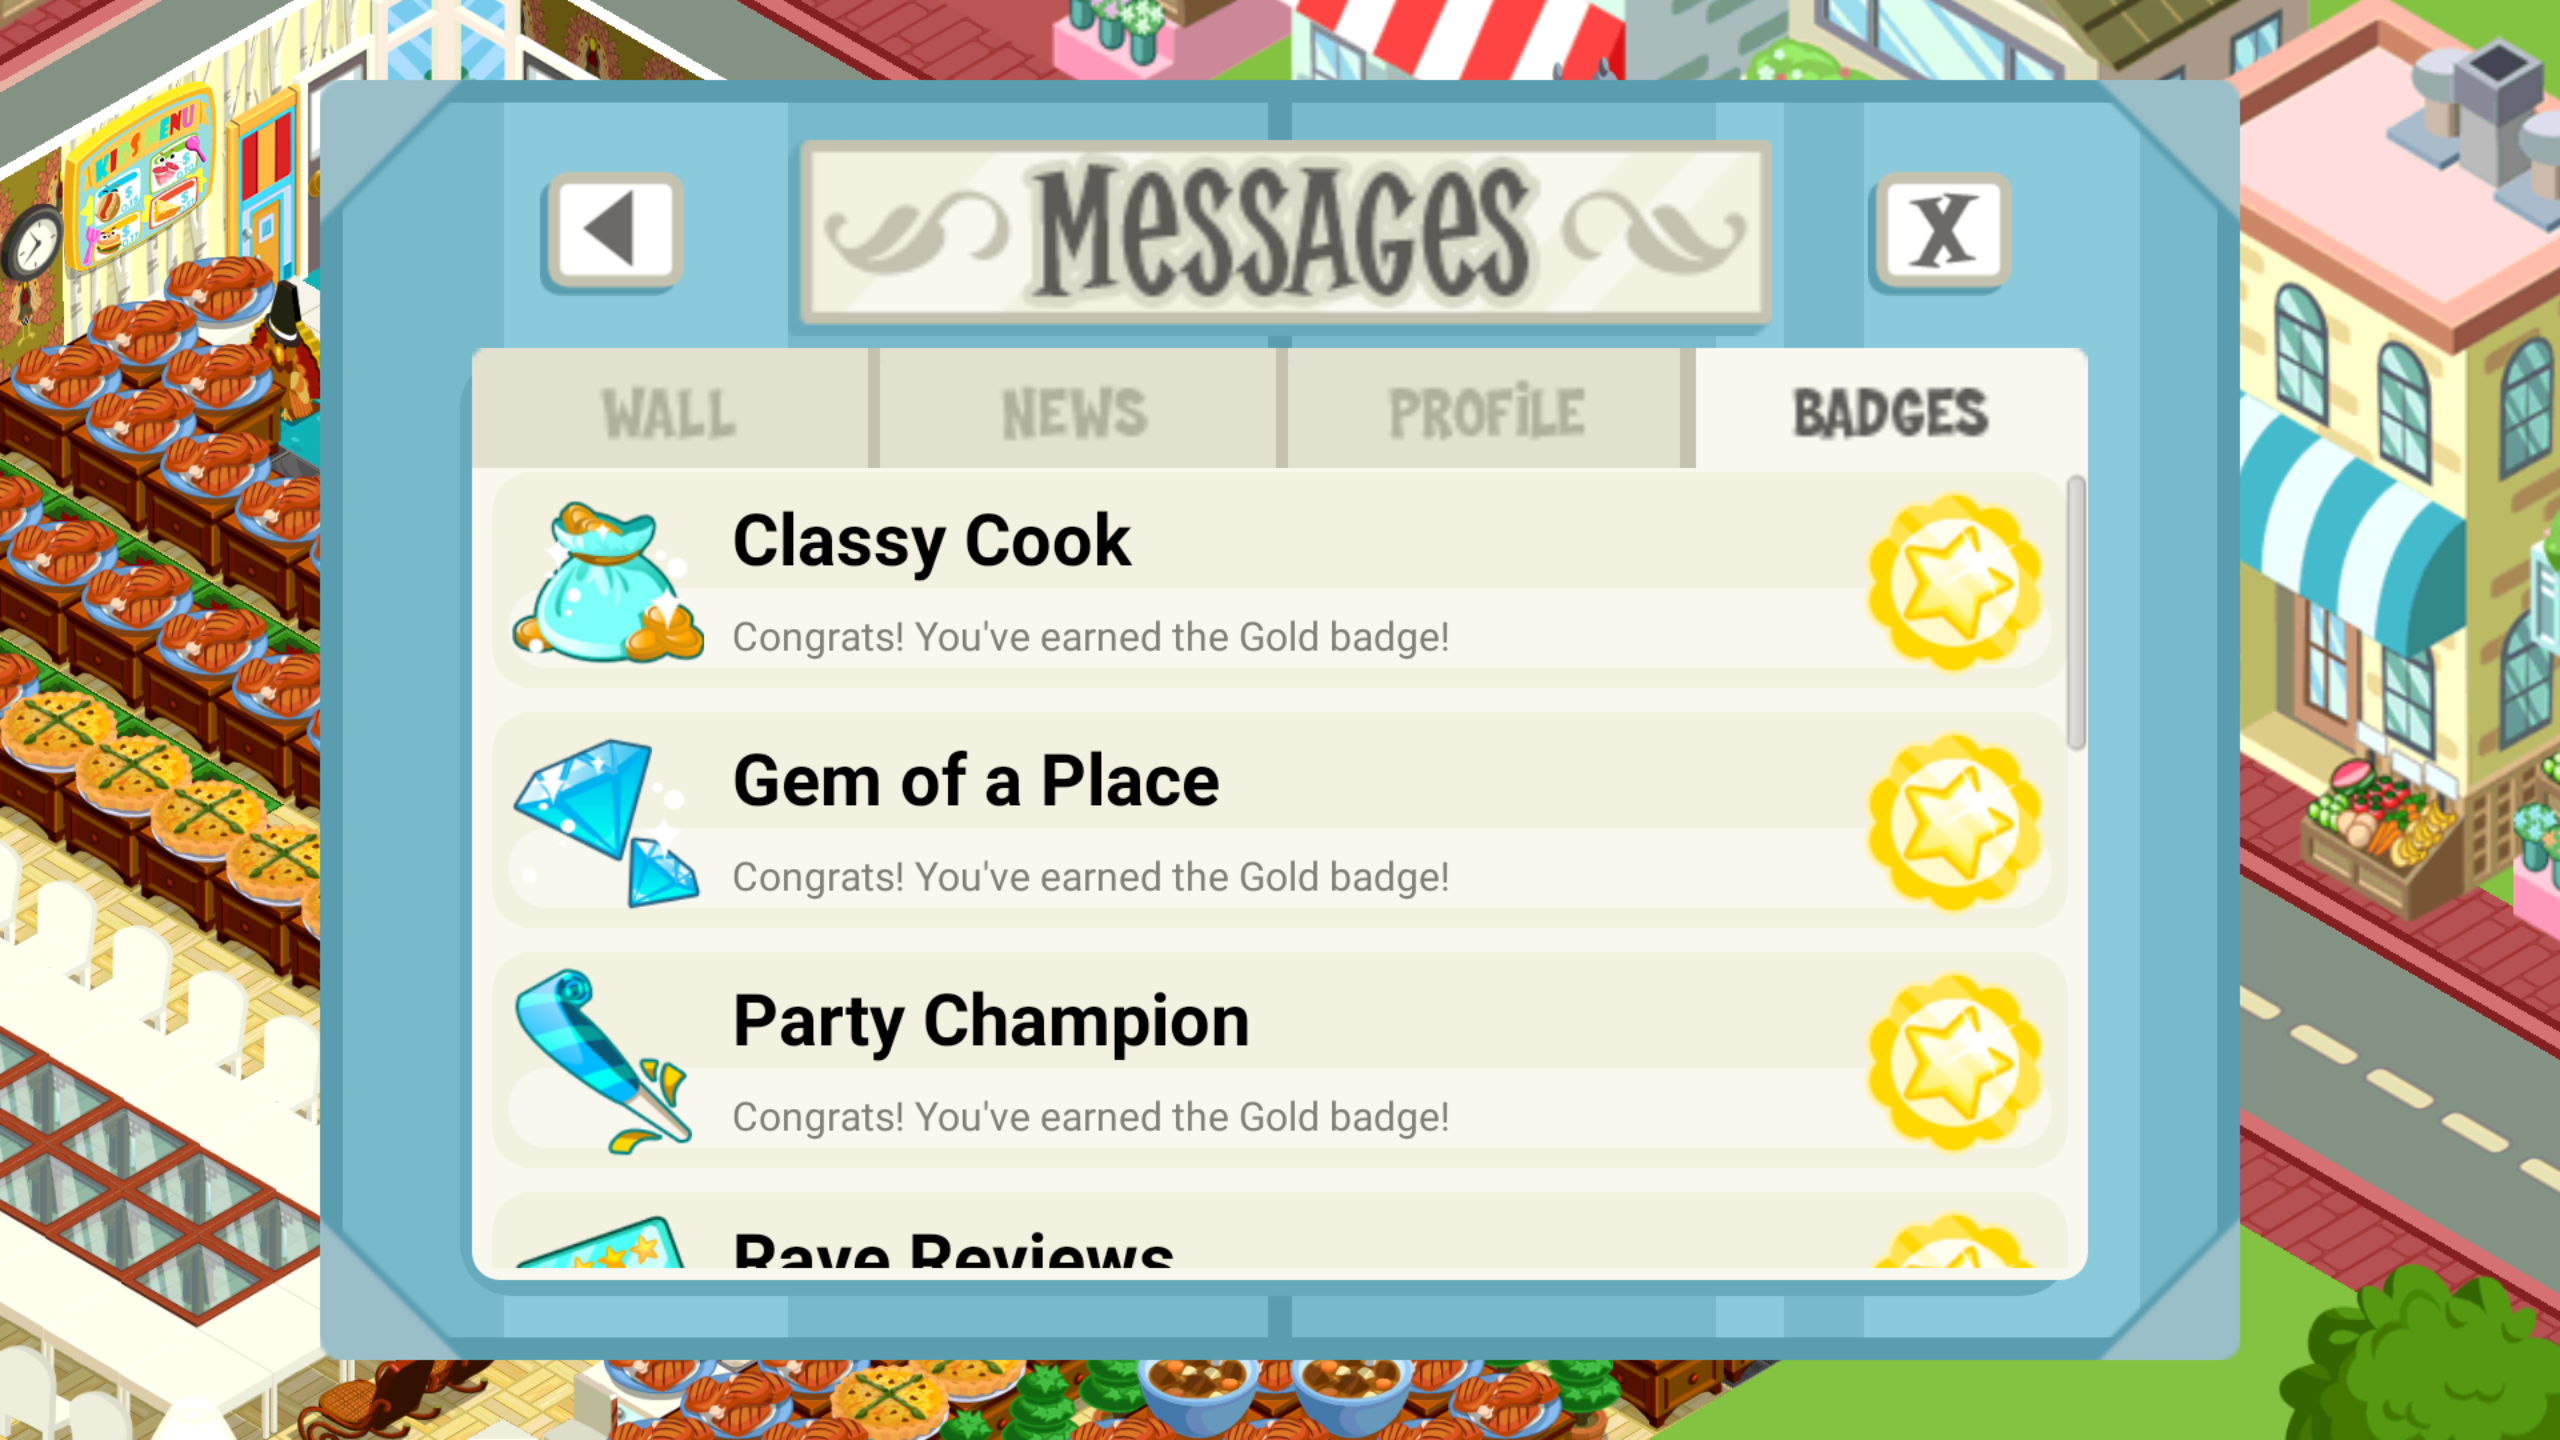 KIDS MENU
MESSAGES
X
WALL
NEWS
PROFILE
BADGES
Classy Cook
Congrats! You've earned the Gold badge!
Gem of a Place
Congrats! You've earned the Gold badge!
Party Champion
Congrats! You've earned the Gold badge!
Rave Reviews